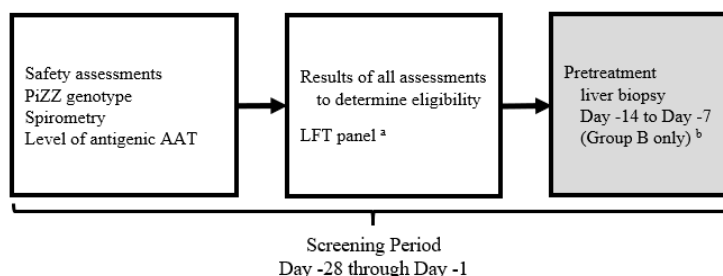 Safety assessments
PiZZ genotype
Spirometry
Level of antigenic AAT
Results of all assessments
to determine eligibility
LFT panel a
Pretreatment
liver biopsy
Day -14 to Day -7
(Group B only) b
Screening Period
Day -28 through Day -1